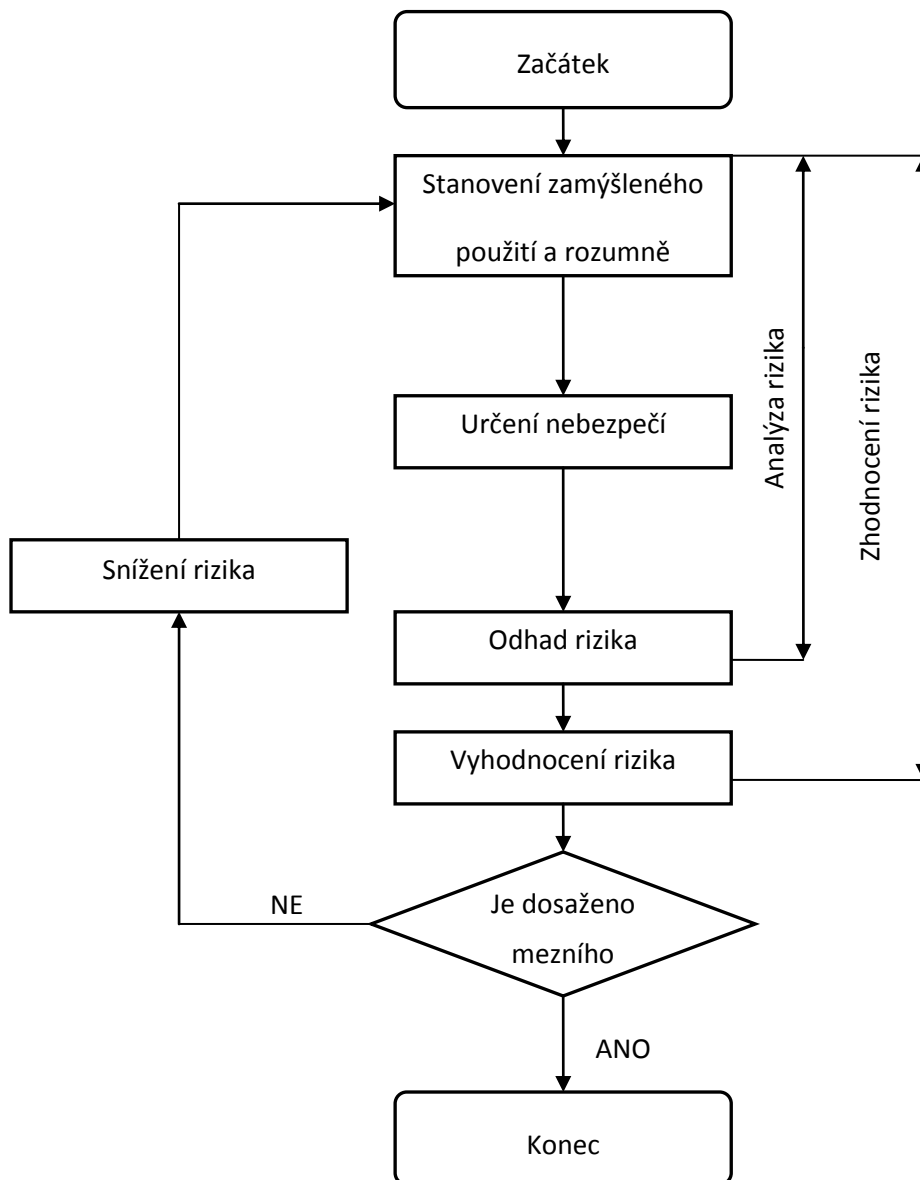 Začátek
Stanovení zamýšleného
použití a rozumně
Určení nebezpečí
Analýza rizika
Zhodnocení rizika
Snížení rizika
Odhad rizika
Vyhodnocení rizika
NE
Je dosaženo
mezního
ANO
Konec